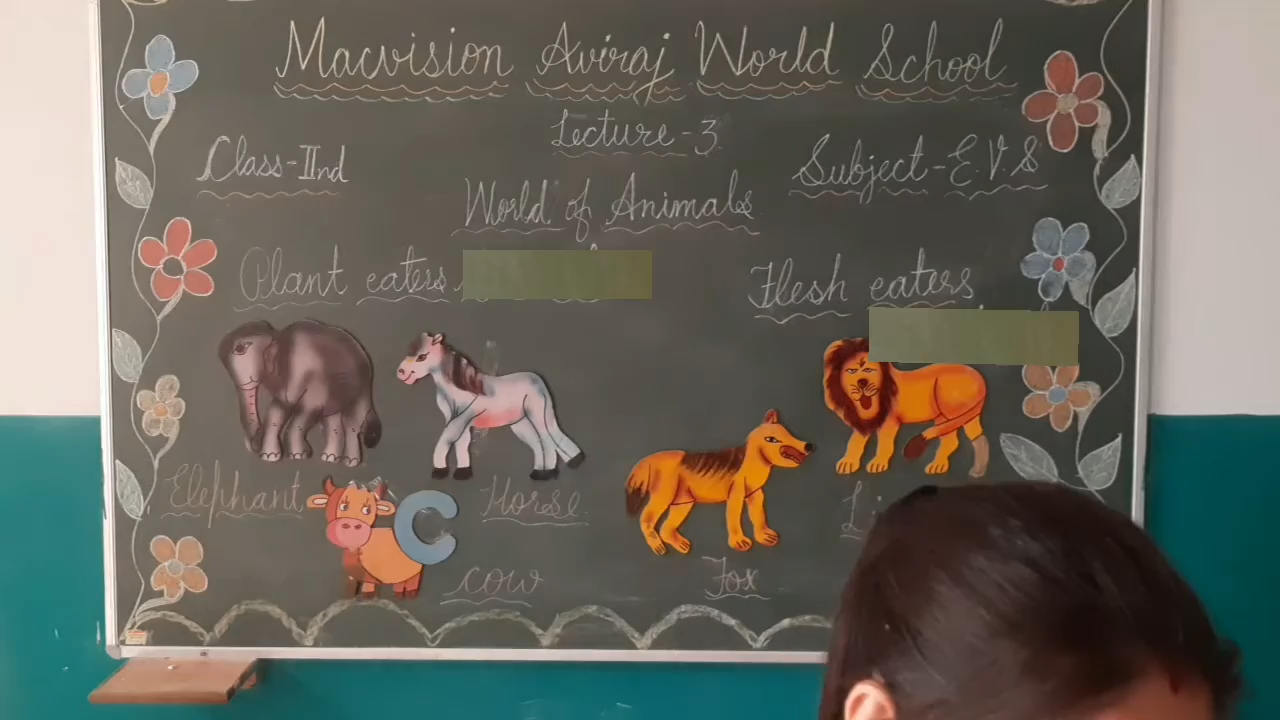 Macvision Aviraj World School
Lecture-3
Class-IInd
Subject-E.V.S
World of Animals
Plant eaters
Flesh eaters
Elephant
Horse
C
cow
Fox